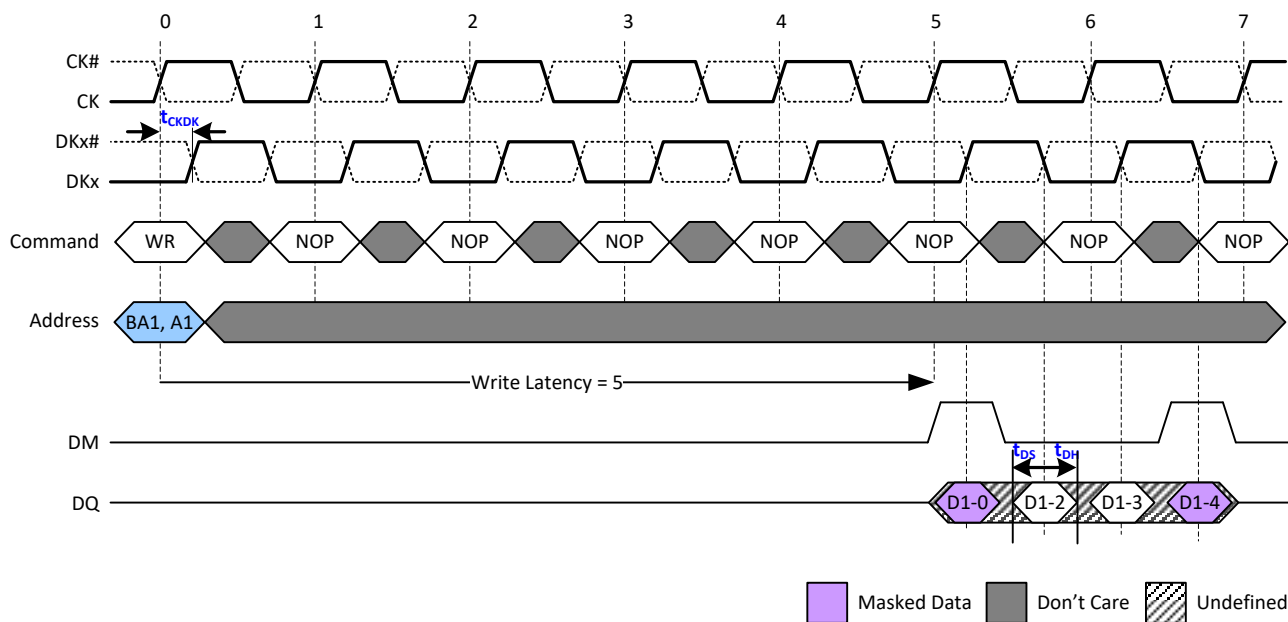 0 1 2 3 4 5 6 7
CK#
CK
tCKDK
DKx#
DKx
Command WR NOP NOP NOP NOP NOP NOP NOP
Address BA1, A1
Write Latency = 5
DM
tDS tDH
DQ D1-0 D1-2 D1-3 D1-4
Masked Data Don’t Care Undefined